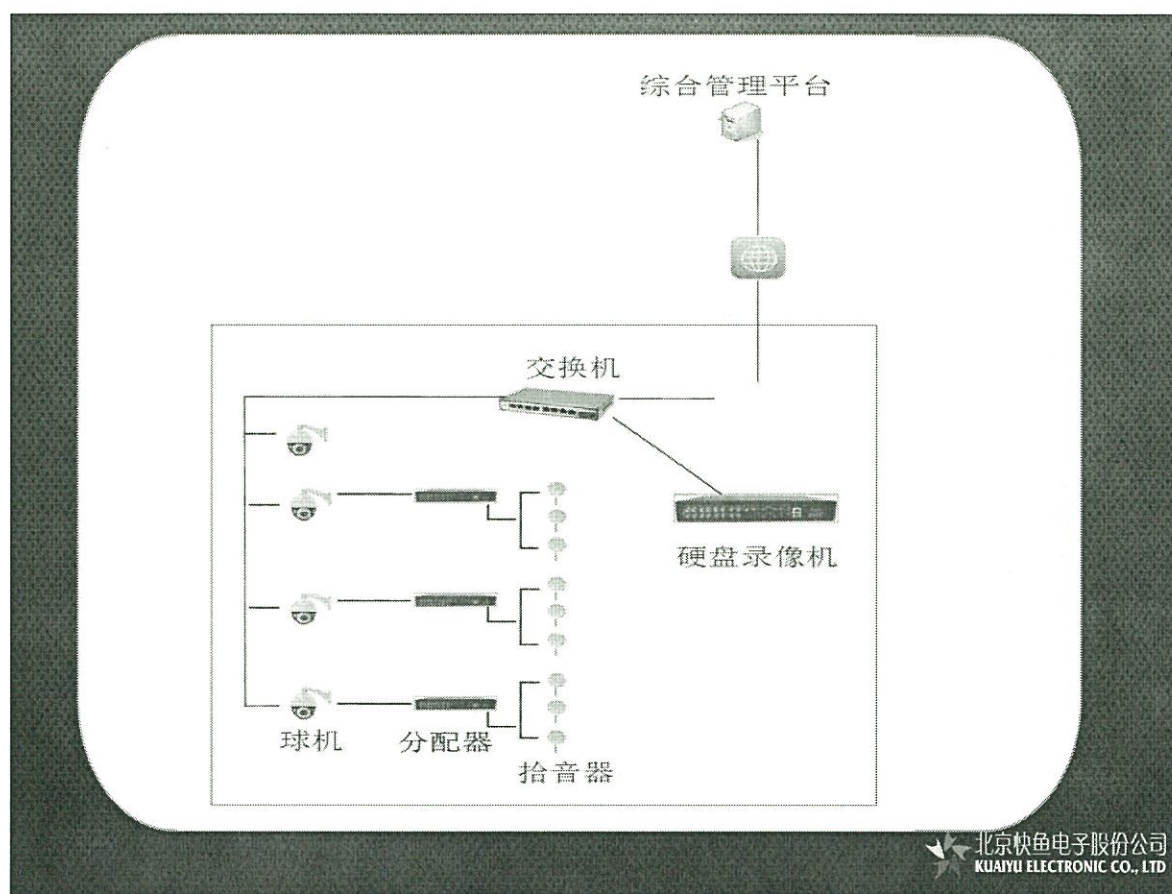 综合管理平台
交换机
硬盘录像机
球机
分配器
拾音器
北京快鱼电子股份公司
KUAIYU ELECTRONIC CO., LTD